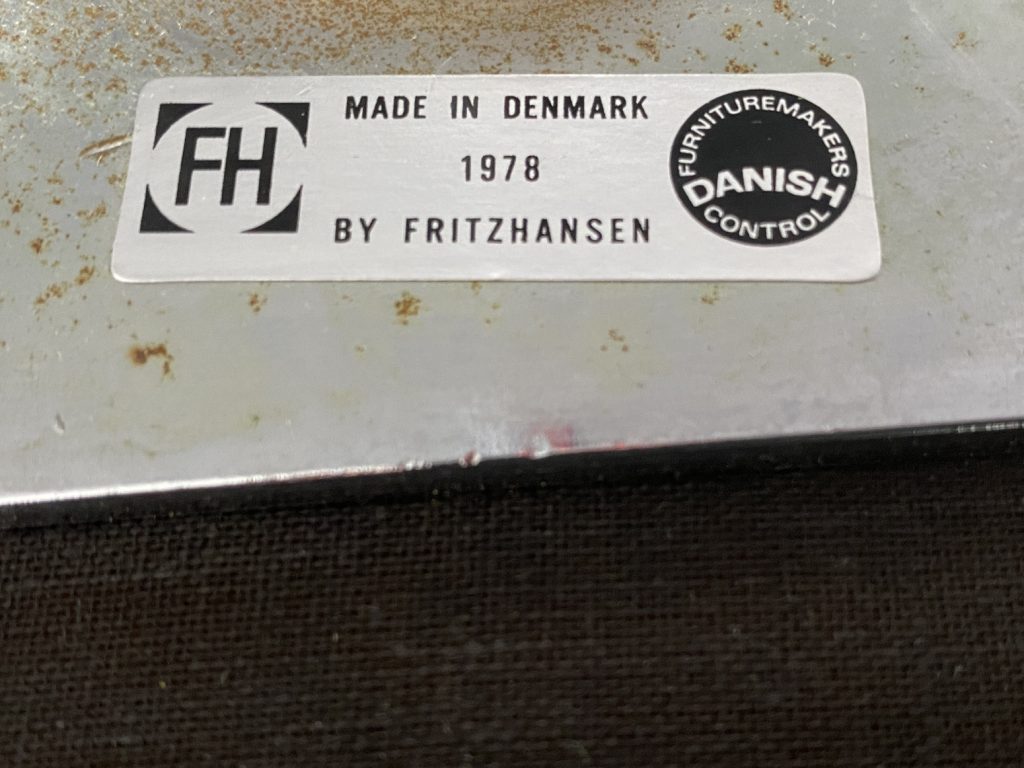 FH
MADE IN DENMARK
1978
BY FRITZHANSEN
FURNITUREMAKERS
DANISH
CONTROL